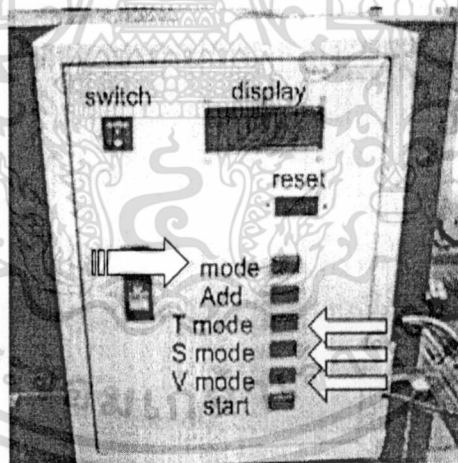 switch display
reset
mode
Add
T mode
S mode
V mode
start